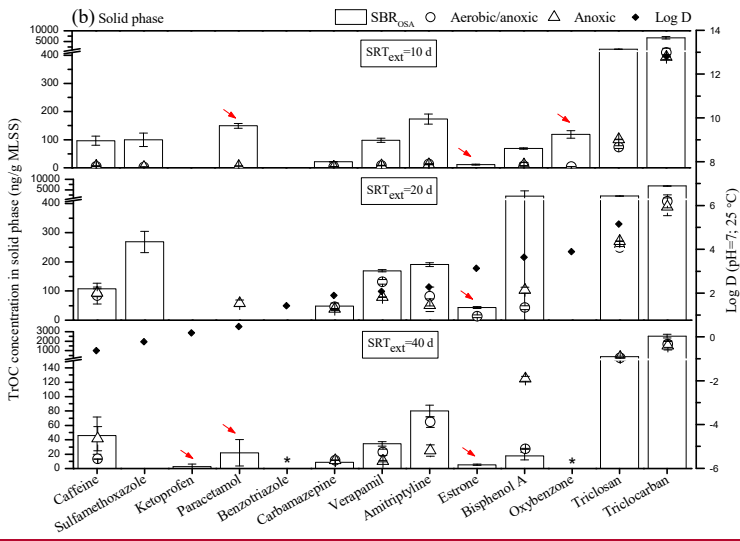 (b) Solid phase
SBR_OSA Aerobic/anoxic Anoxic Log D
TrOC concentration in solid phase (ng/g MLSS)
10000
5000
400
300
200
100
0
SRT_ext=10 d
10000
5000
400
300
200
100
0
SRT_ext=20 d
3000
2000
1000
140
120
100
80
60
40
20
0
SRT_ext=40 d
*
*
14
12
10
8
6
4
2
0
-2
-4
-6
Log D (pH=7; 25 °C)
Caffeine
Sulfamethoxazole
Ketoprofen
Paracetamol
Benzotriazole
Carbamazepine
Verapamil
Amitriptyline
Estrone
Bisphenol A
Oxybenzone
Triclosan
Triclocarban